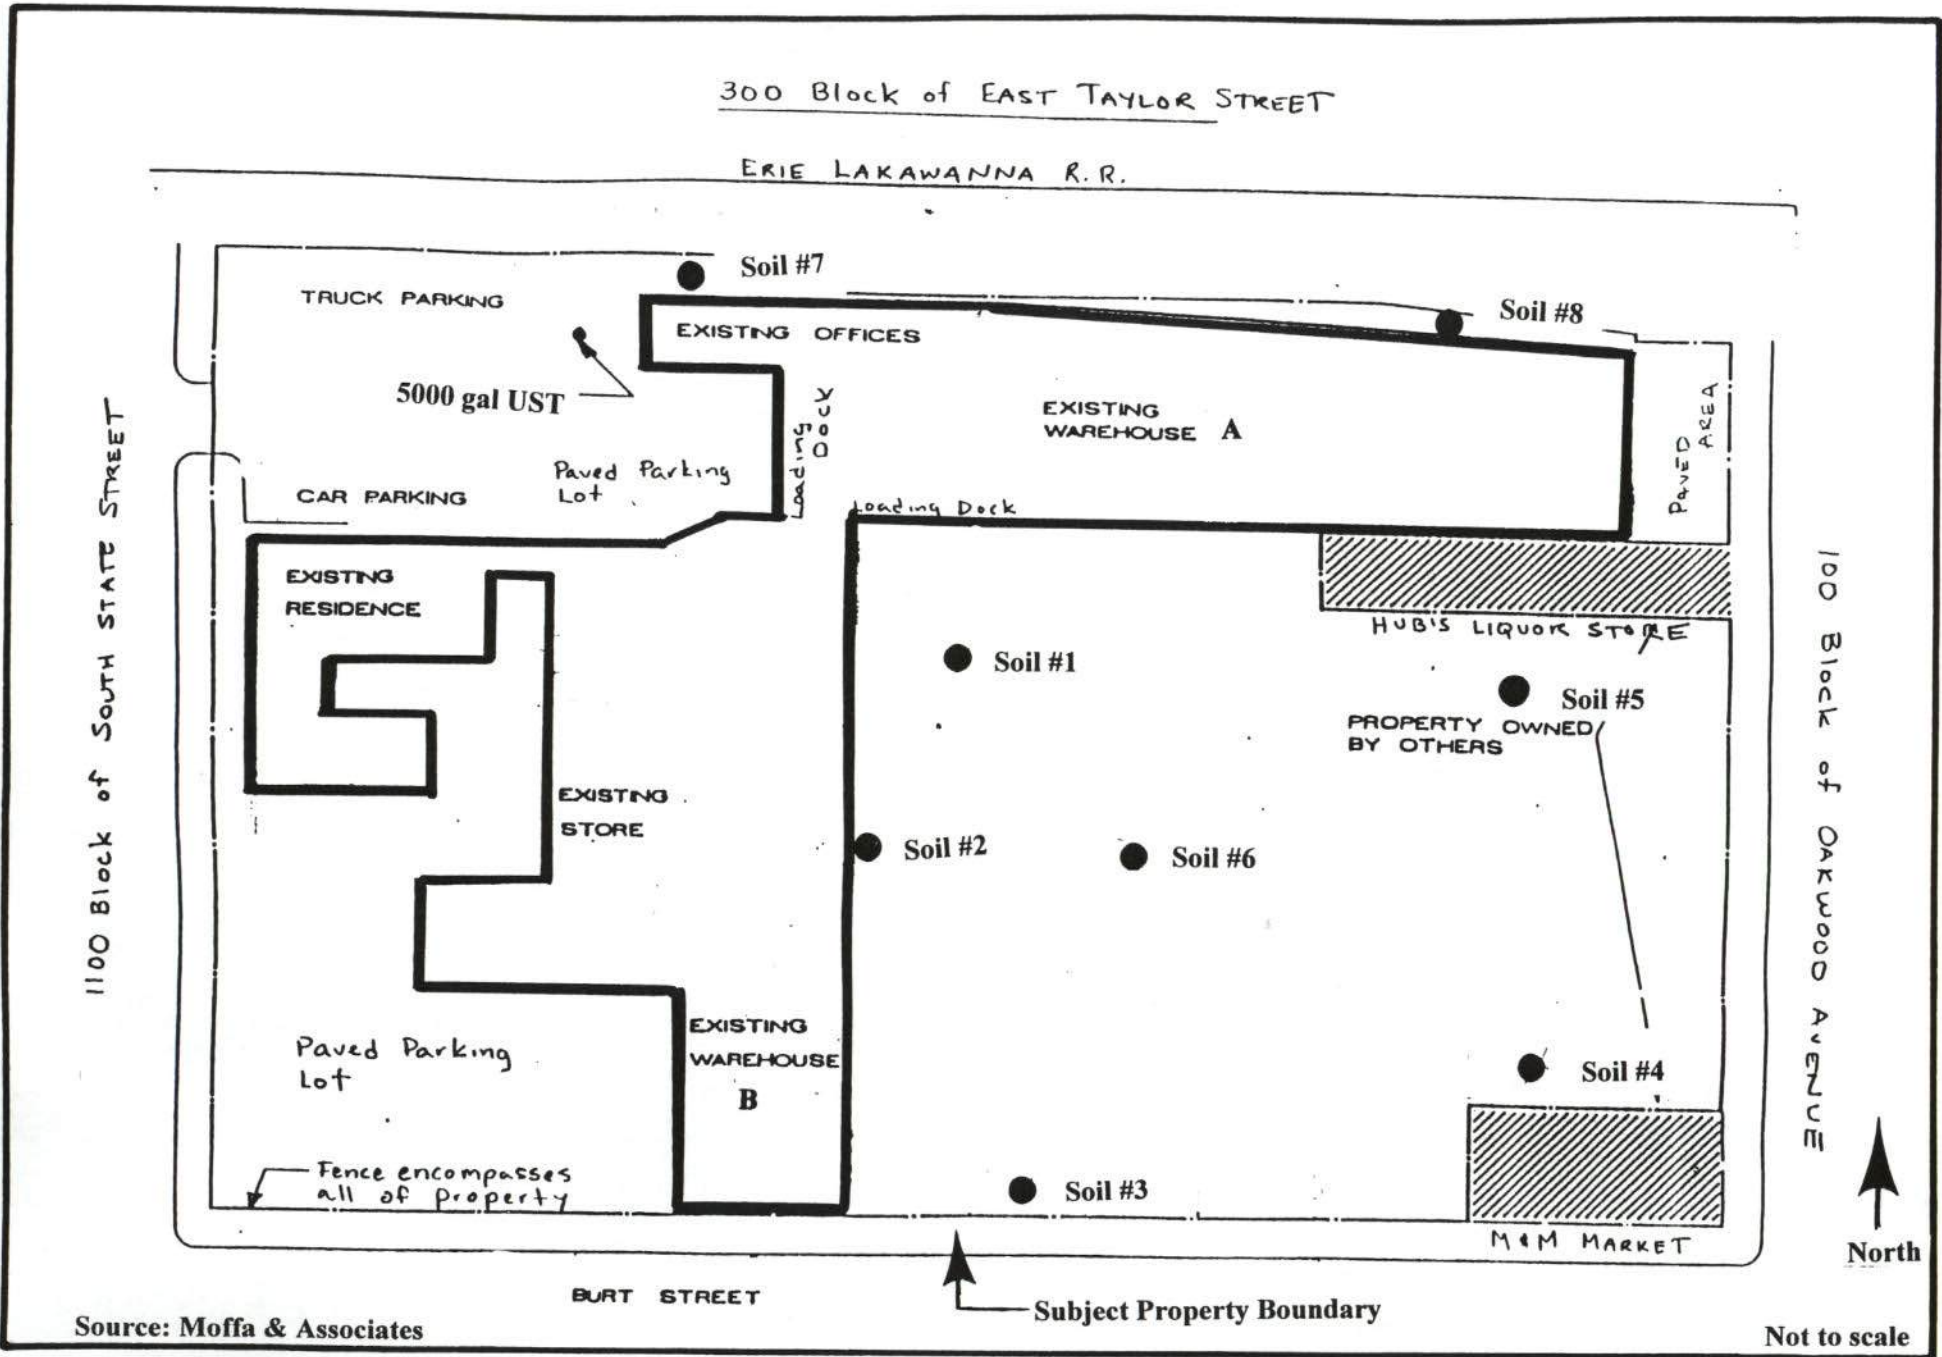 300 Block of EAST TAYLOR STREET
ERIE LAKAWANNA R.R.
Soil #7
TRUCK PARKING
Soil #8
EXISTING OFFICES
5000 gal UST
Loading
Dock
EXISTING
WAREHOUSE A
PAVED
AREA
Paved Parking
Lot
CAR PARKING
Loading Dock
1100 Block of SOUTH STATE STREET
EXISTING
RESIDENCE
HUB'S LIQUOR STORE
100 Block of OAKWOOD AVENUE
Soil #1
Soil #5
PROPERTY OWNED
BY OTHERS
EXISTING
STORE
Soil #2
Soil #6
EXISTING
WAREHOUSE
B
Paved Parking
Lot
Soil #4
Fence encompasses
all of property
Soil #3
M & M MARKET
North
BURT STREET
Subject Property Boundary
Source: Moffa & Associates
Not to scale